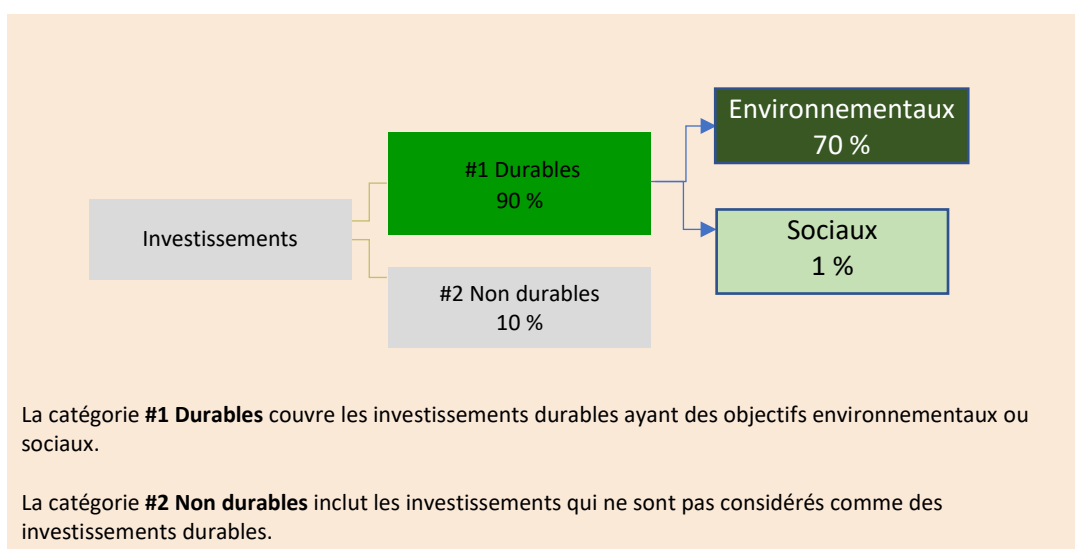 Environnementaux
70 %
#1 Durables
90 %
Investissements
Sociaux
1 %
#2 Non durables
10 %
La catégorie #1 Durables couvre les investissements durables ayant des objectifs environnementaux ou
sociaux.
La catégorie #2 Non durables inclut les investissements qui ne sont pas considérés comme des
investissements durables.